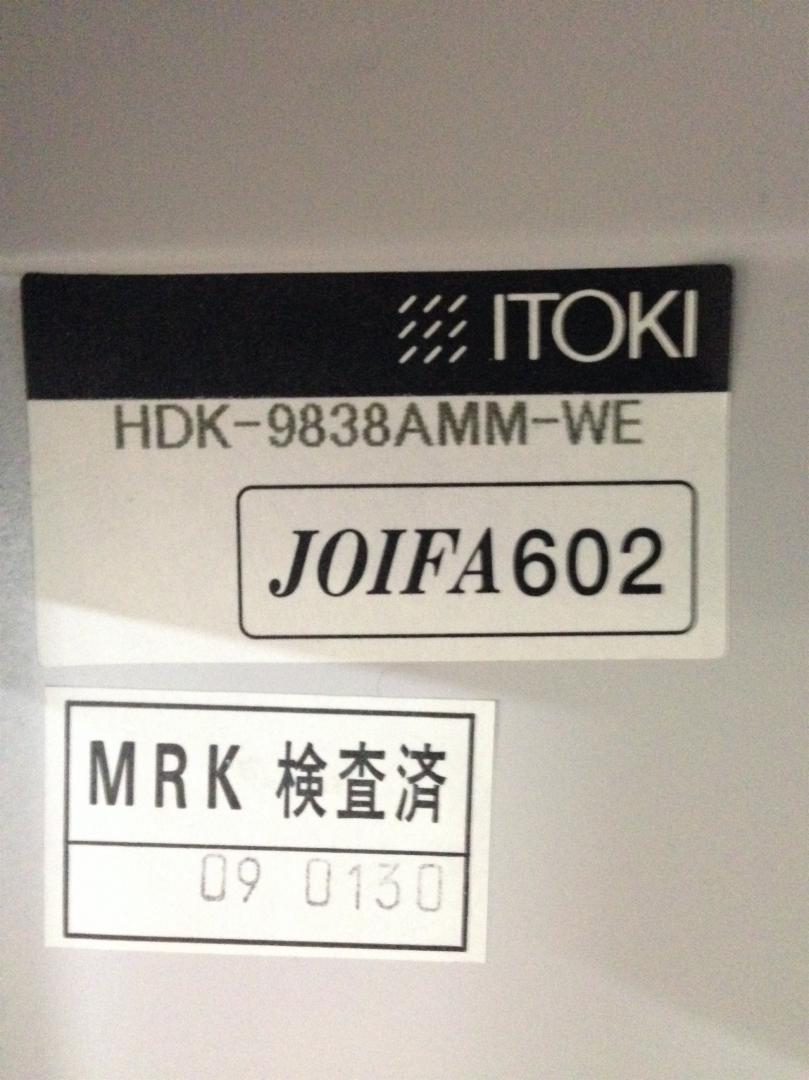 ITOKI
HDK-9838AMM-WE
JOIFA602
MRK 検査済
09 0130